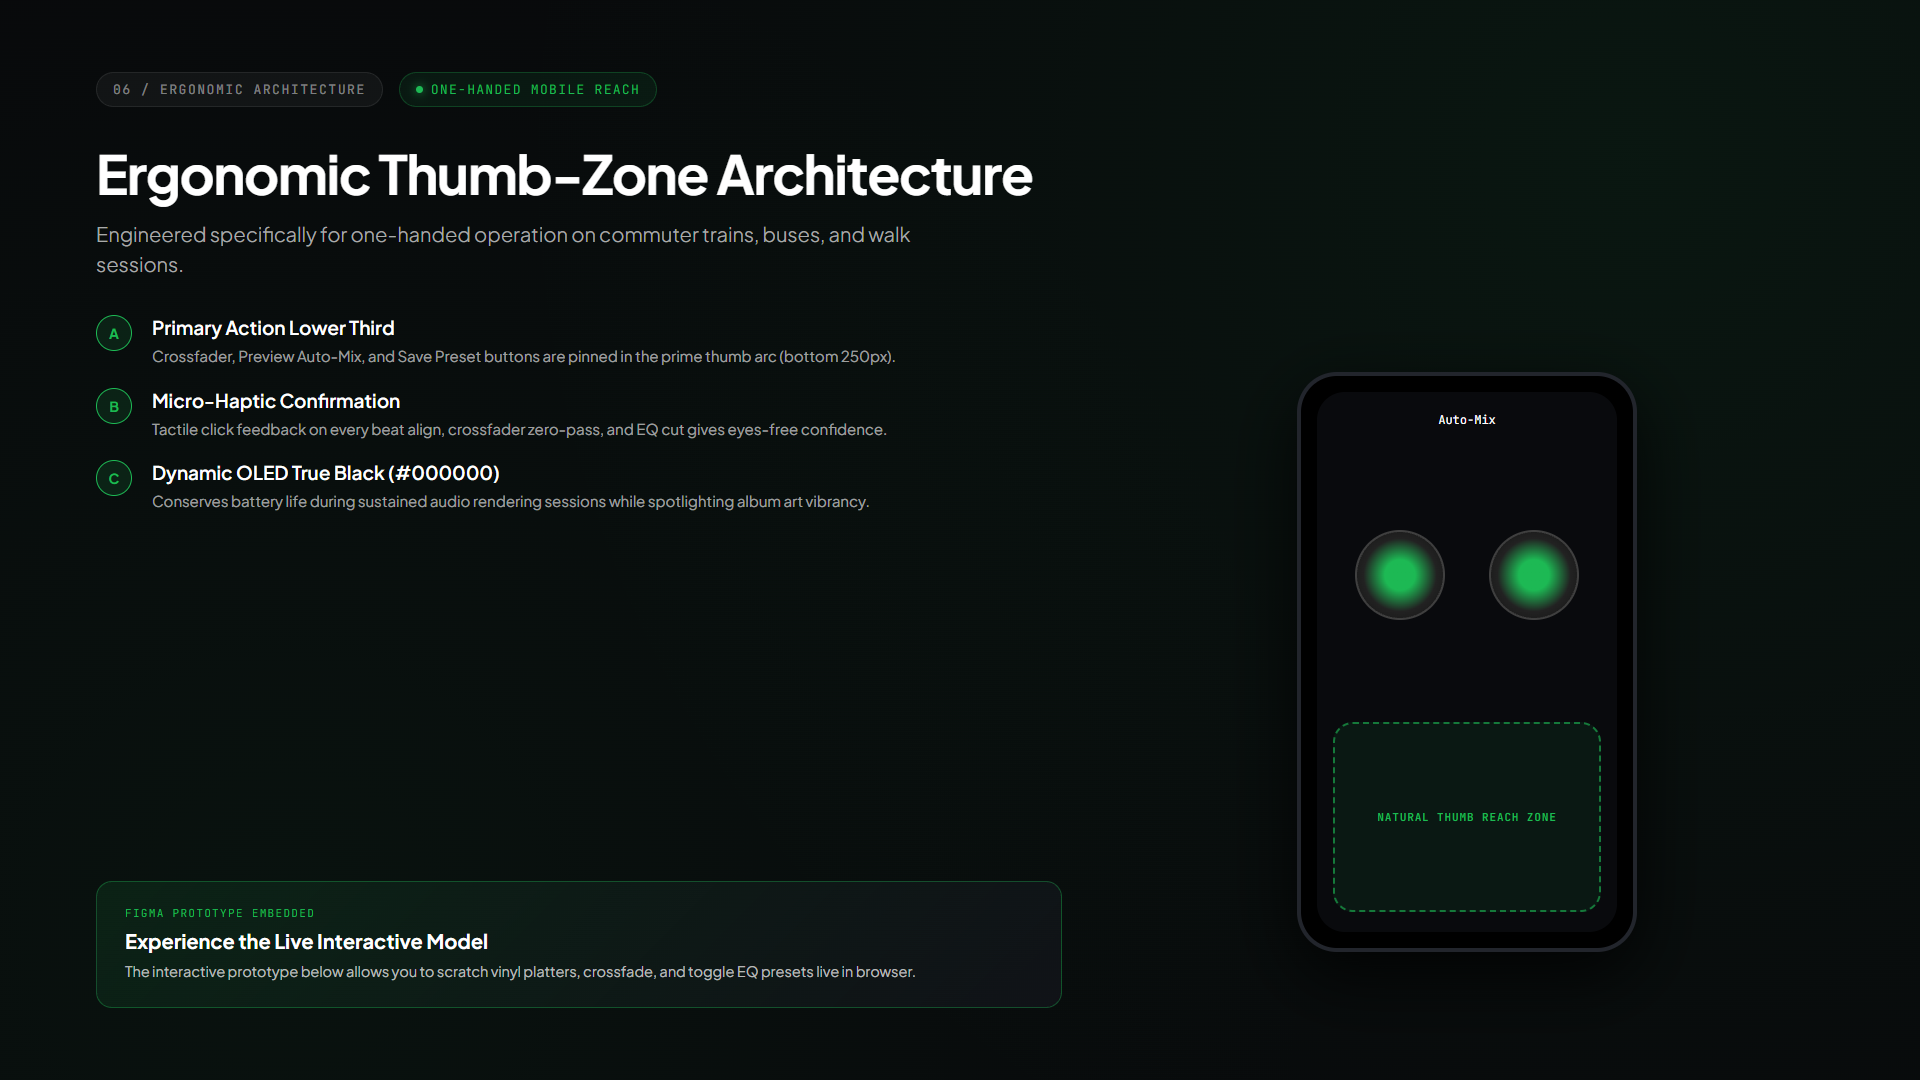 06 / ERGONOMIC ARCHITECTURE
ONE-HANDED MOBILE REACH
Ergonomic Thumb-Zone Architecture
Engineered specifically for one-handed operation on commuter trains, buses, and walk
sessions.
A
Primary Action Lower Third
Crossfader, Preview Auto-Mix, and Save Preset buttons are pinned in the prime thumb arc (bottom 250px).
B
Micro-Haptic Confirmation
Tactile click feedback on every beat align, crossfader zero-pass, and EQ cut gives eyes-free confidence.
C
Dynamic OLED True Black (#000000)
Conserves battery life during sustained audio rendering sessions while spotlighting album art vibrancy.
FIGMA PROTOTYPE EMBEDDED
Experience the Live Interactive Model
The interactive prototype below allows you to scratch vinyl platters, crossfade, and toggle EQ presets live in browser.
Auto-Mix
NATURAL THUMB REACH ZONE